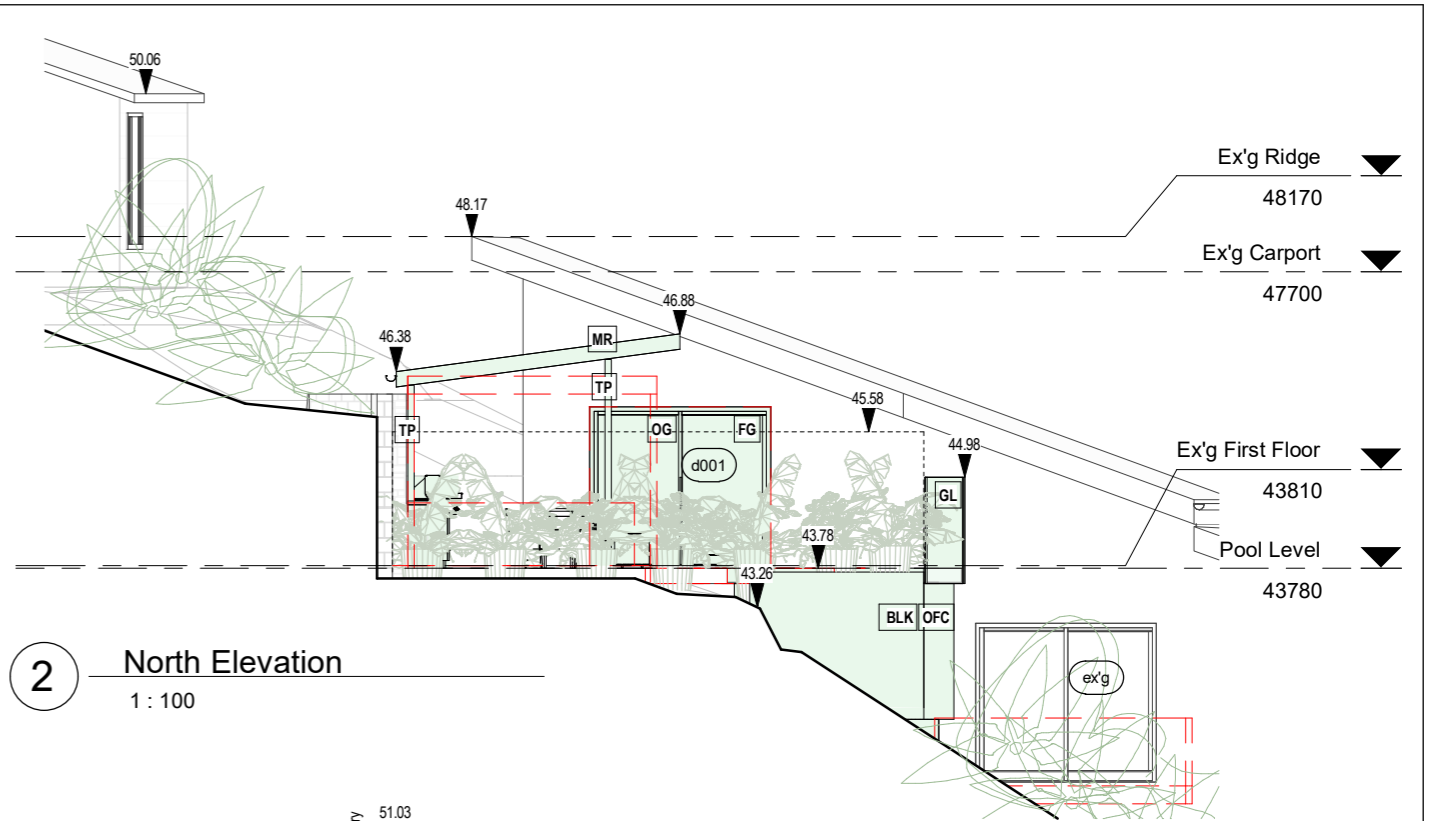 50.06
Ex'g Ridge
48170
48.17
Ex'g Carport
47700
46.88
46.38
MR
TP
45.58
TP
OG
FG
44.98
Ex'g First Floor
43810
d001
GL
43.78
Pool Level
43780
43.26
BLK
OFC
2
North Elevation
1 : 100
ex'g
51.03